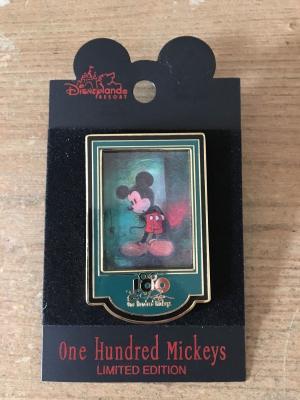 Disneyland
RESORT
100
One Hundred Mickeys
One Hundred Mickeys
LIMITED EDITION